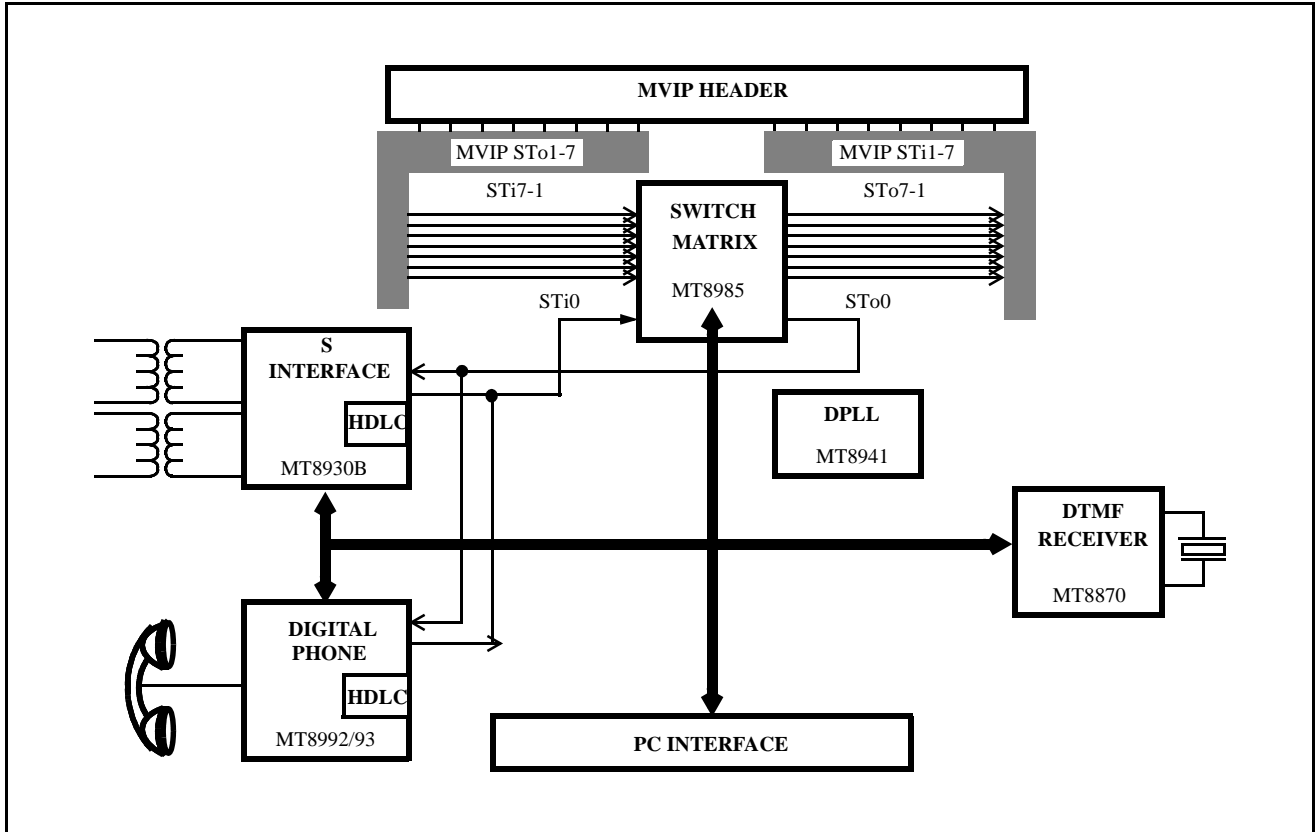 MVIP HEADER
MVIP STo1-7
MVIP STi1-7
STi7-1
STo7-1
SWITCH
MATRIX
MT8985
STi0
STo0
S
INTERFACE
HDLC
MT8930B
DPLL
MT8941
DTMF
RECEIVER
MT8870
DIGITAL
PHONE
HDLC
MT8992/93
PC INTERFACE